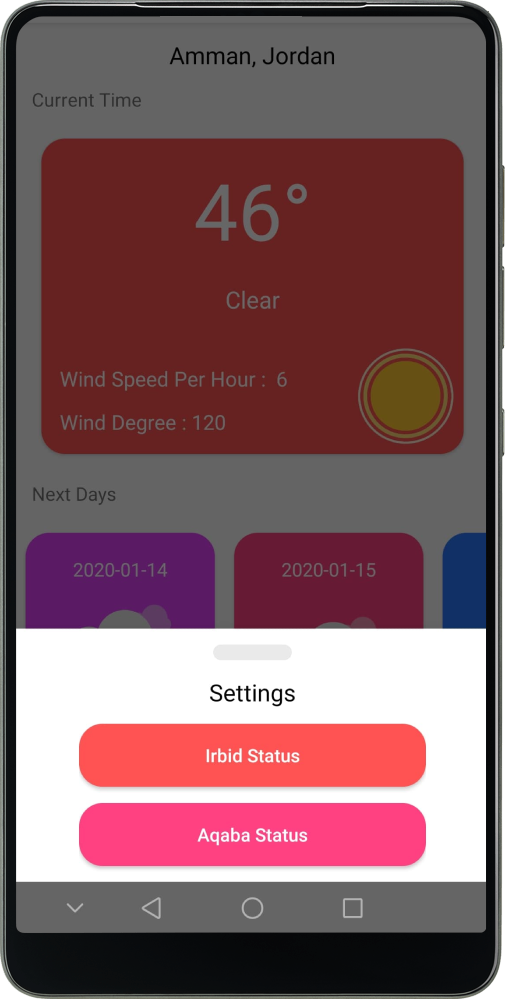 Amman, Jordan
Current Time
46°
Clear
Wind Speed Per Hour : 6
Wind Degree : 120
Next Days
2020-01-14
2020-01-15
Settings
Irbid Status
Aqaba Status